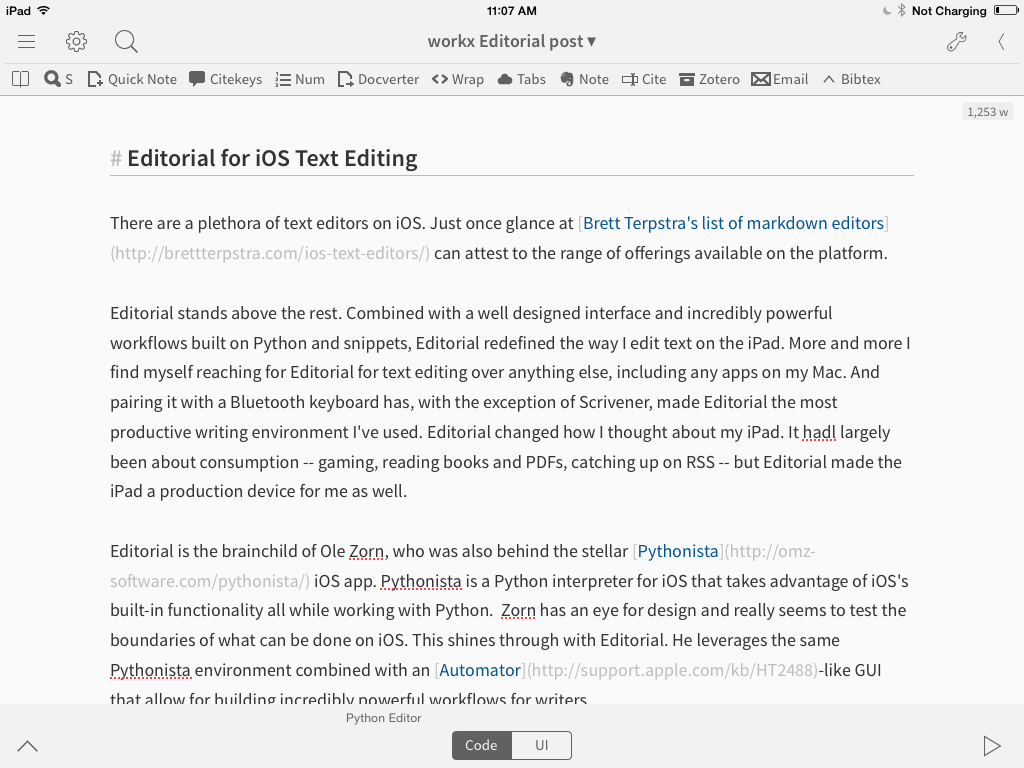 iPad 11:07 AM Not Charging
workx Editorial post ▾
S Quick Note Citekeys Num Docverter Wrap Tabs Note Cite Zotero Email Bibtex
1,253 w
# Editorial for iOS Text Editing
There are a plethora of text editors on iOS. Just once glance at [Brett Terpstra's list of markdown editors]
(http://brettterpstra.com/ios-text-editors/) can attest to the range of offerings available on the platform.
Editorial stands above the rest. Combined with a well designed interface and incredibly powerful
workflows built on Python and snippets, Editorial redefined the way I edit text on the iPad. More and more I
find myself reaching for Editorial for text editing over anything else, including any apps on my Mac. And
pairing it with a Bluetooth keyboard has, with the exception of Scrivener, made Editorial the most
productive writing environment I've used. Editorial changed how I thought about my iPad. It hadl largely
been about consumption -- gaming, reading books and PDFs, catching up on RSS -- but Editorial made the
iPad a production device for me as well.
Editorial is the brainchild of Ole Zorn, who was also behind the stellar [Pythonista](http://omz-
software.com/pythonista/) iOS app. Pythonista is a Python interpreter for iOS that takes advantage of iOS's
built-in functionality all while working with Python.  Zorn has an eye for design and really seems to test the
boundaries of what can be done on iOS. This shines through with Editorial. He leverages the same
Pythonista environment combined with an [Automator](http://support.apple.com/kb/HT2488)-like GUI
that allow for building incredibly powerful workflows for writers.
Python Editor
Code UI